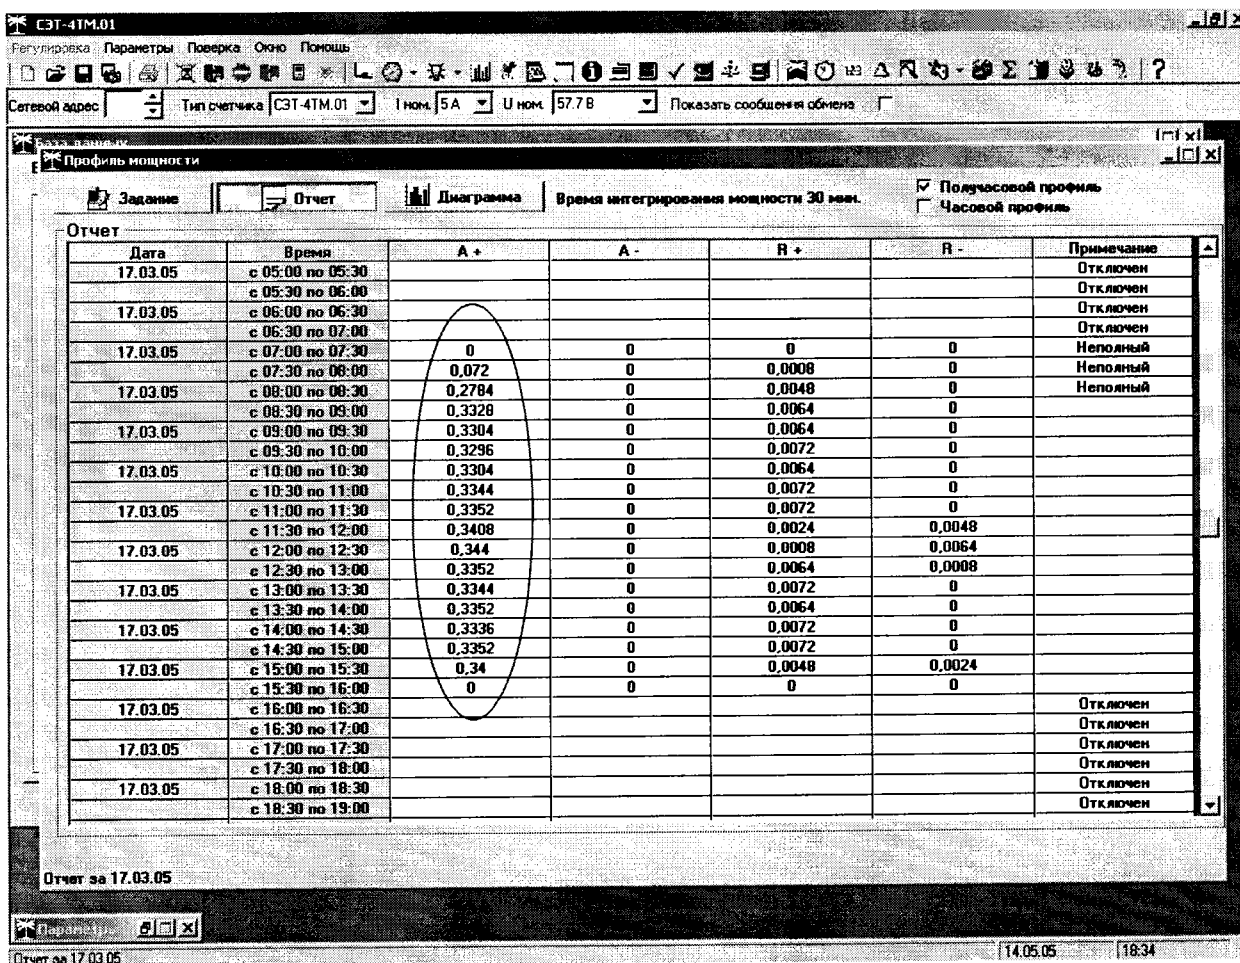 СЭТ-4ТМ.01
Регулировка Параметры Поверка Окно Помощь
Сетевой адрес Тип счетчика СЭТ-4ТМ.01 I ном. 5 А U ном. 57.7 В Показать сообщения обмена
База данных
Профиль мощности
Задание Отчет Диаграмма Время интегрирования мощности 30 мин. Получасовой профиль
Часовой профиль
Отчет
Дата Время А + А - R + R - Примечание
17.03.05 с 05:00 по 05:30 Отключен
с 05:30 по 06:00 Отключен
17.03.05 с 06:00 по 06:30 Отключен
с 06:30 по 07:00 Отключен
17.03.05 с 07:00 по 07:30 0 0 0 0 Неполный
с 07:30 по 08:00 0,072 0 0,0008 0 Неполный
17.03.05 с 08:00 по 08:30 0,2784 0 0,0048 0 Неполный
с 08:30 по 09:00 0,3328 0 0,0064 0
17.03.05 с 09:00 по 09:30 0,3304 0 0,0064 0
с 09:30 по 10:00 0,3296 0 0,0072 0
17.03.05 с 10:00 по 10:30 0,3304 0 0,0064 0
с 10:30 по 11:00 0,3344 0 0,0072 0
17.03.05 с 11:00 по 11:30 0,3352 0 0,0072 0
с 11:30 по 12:00 0,3408 0 0,0024 0,0048
17.03.05 с 12:00 по 12:30 0,344 0 0,0008 0,0064
с 12:30 по 13:00 0,3352 0 0,0064 0,0008
17.03.05 с 13:00 по 13:30 0,3344 0 0,0072 0
с 13:30 по 14:00 0,3352 0 0,0064 0
17.03.05 с 14:00 по 14:30 0,3336 0 0,0072 0
с 14:30 по 15:00 0,3352 0 0,0072 0
17.03.05 с 15:00 по 15:30 0,34 0 0,0048 0,0024
с 15:30 по 16:00 0 0 0 0
17.03.05 с 16:00 по 16:30 Отключен
с 16:30 по 17:00 Отключен
17.03.05 с 17:00 по 17:30 Отключен
с 17:30 по 18:00 Отключен
17.03.05 с 18:00 по 18:30 Отключен
с 18:30 по 19:00 Отключен
Отчет за 17.03.05
Параметры
Отчет за 17.03.05 14.05.05 18:34